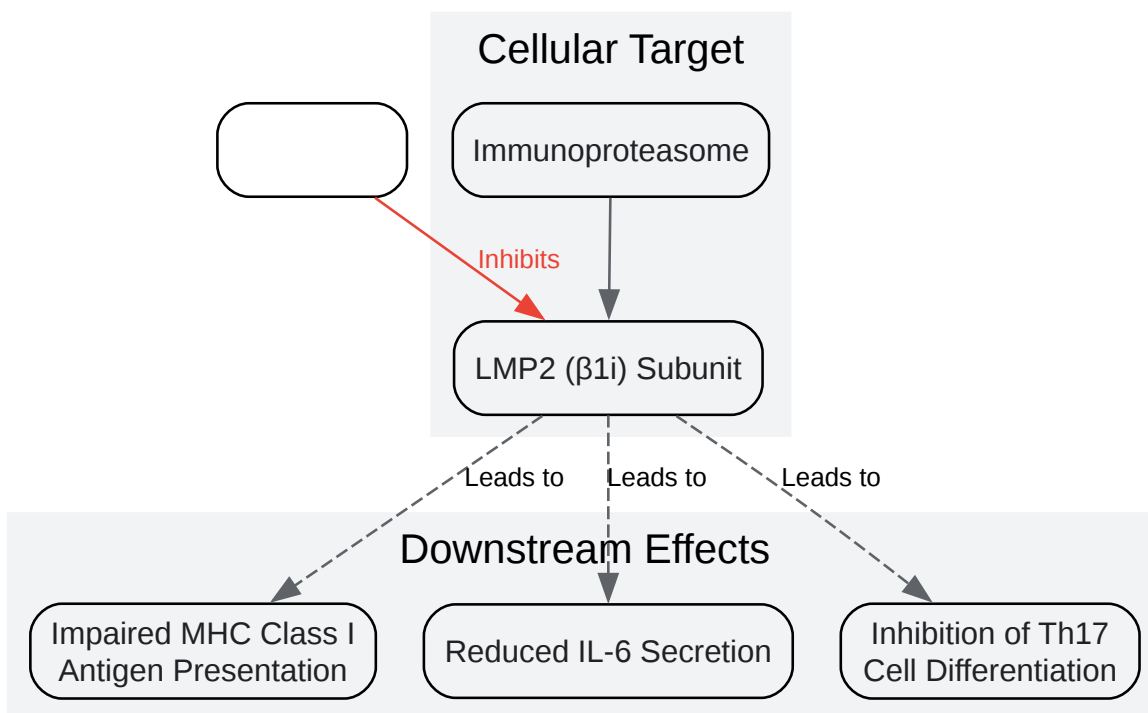 Cellular Target
Immunoproteasome
Inhibits
LMP2 (β1i) Subunit
Leads to
Leads to
Leads to
Downstream Effects
Impaired MHC Class I
Antigen Presentation
Reduced IL-6 Secretion
Inhibition of Th17
Cell Differentiation